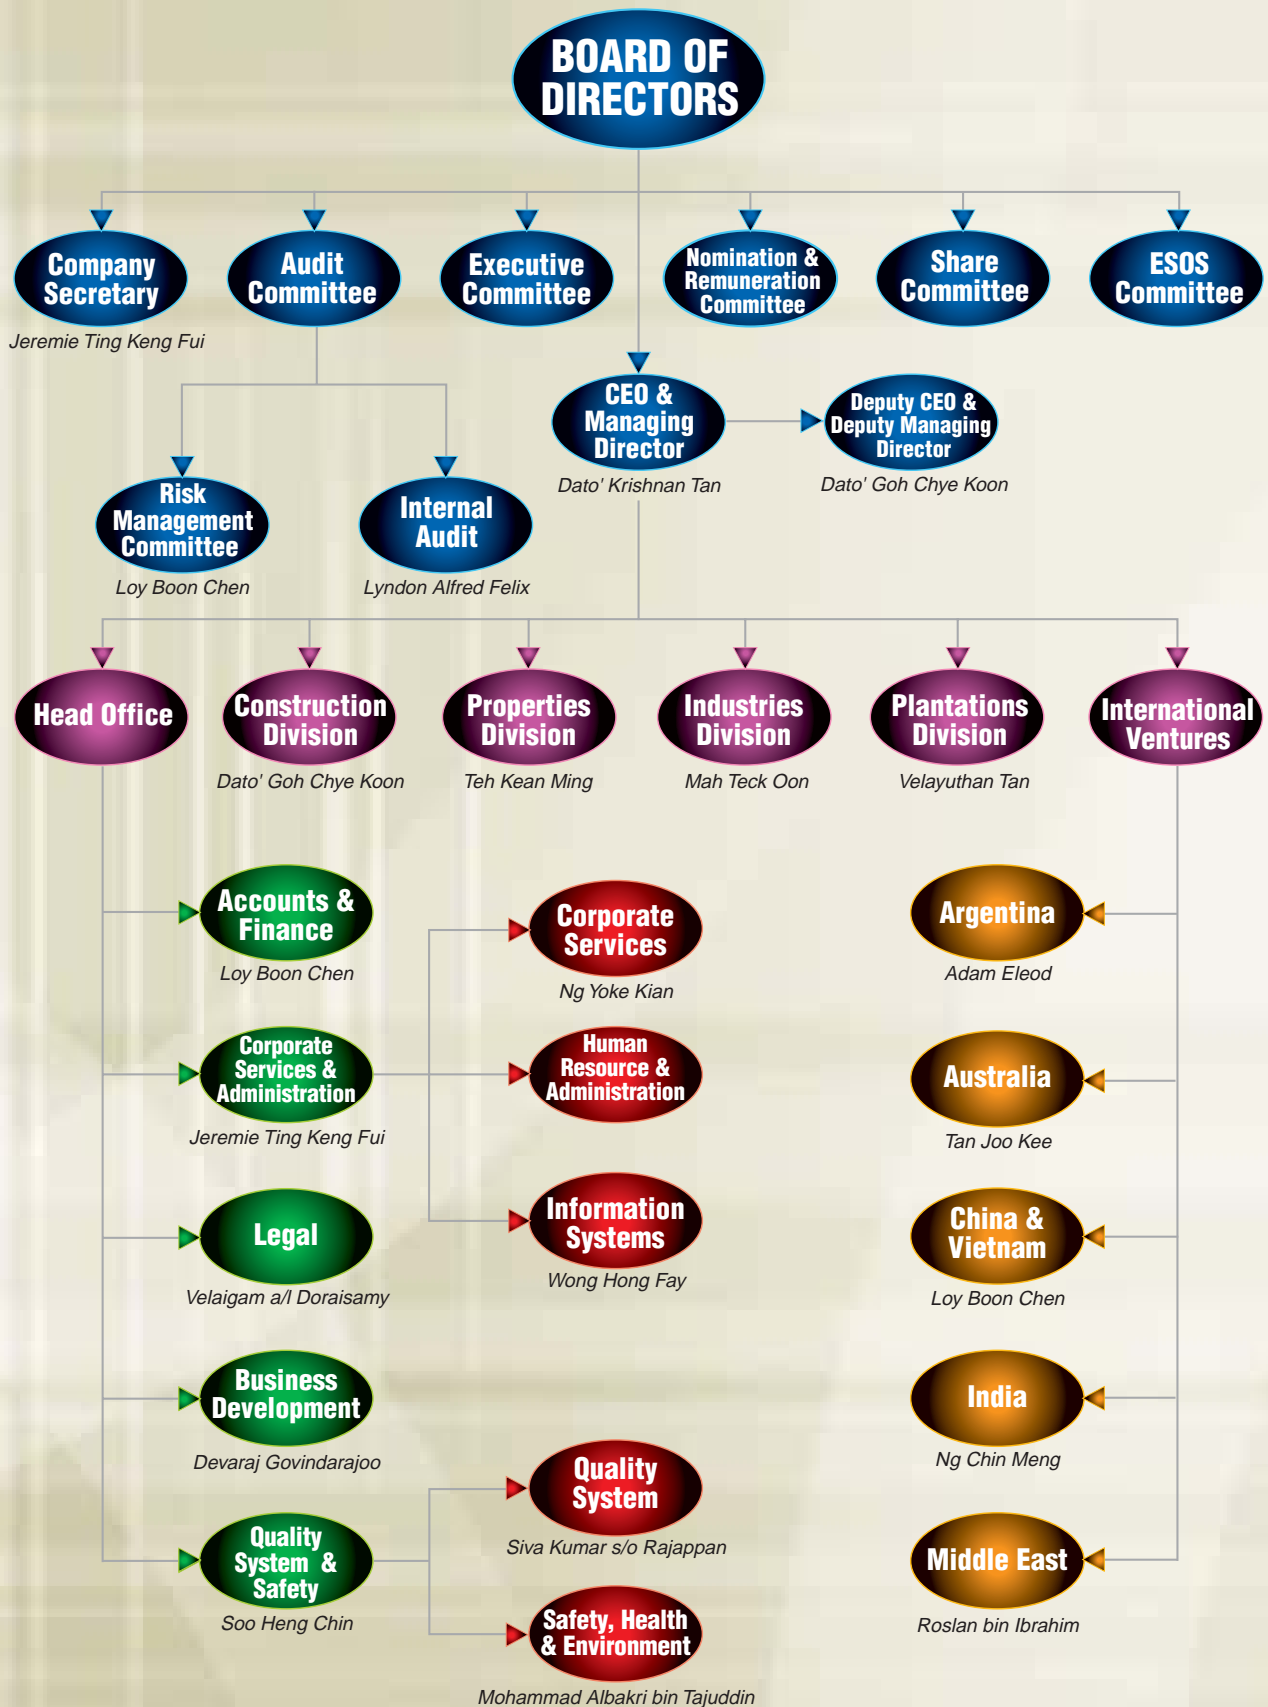 BOARD OF
DIRECTORS
Company
Secretary
Jeremie Ting Keng Fui
Audit
Committee
Executive
Committee
Nomination &
Remuneration
Committee
Share
Committee
ESOS
Committee
CEO &
Managing
Director
Dato' Krishnan Tan
Deputy CEO &
Deputy Managing
Director
Dato' Goh Chye Koon
Risk
Management
Committee
Loy Boon Chen
Internal
Audit
Lyndon Alfred Felix
Head Office
Construction
Division
Dato' Goh Chye Koon
Properties
Division
Teh Kean Ming
Industries
Division
Mah Teck Oon
Plantations
Division
Velayuthan Tan
International
Ventures
Accounts &
Finance
Loy Boon Chen
Corporate
Services &
Administration
Jeremie Ting Keng Fui
Legal
Velaigam a/l Doraisamy
Business
Development
Devaraj Govindarajoo
Quality
System &
Safety
Soo Heng Chin
Corporate
Services
Ng Yoke Kian
Human
Resource &
Administration
Information
Systems
Wong Hong Fay
Quality
System
Siva Kumar s/o Rajappan
Safety, Health
& Environment
Mohammad Albakri bin Tajuddin
Argentina
Adam Eleod
Australia
Tan Joo Kee
China &
Vietnam
Loy Boon Chen
India
Ng Chin Meng
Middle East
Roslan bin Ibrahim